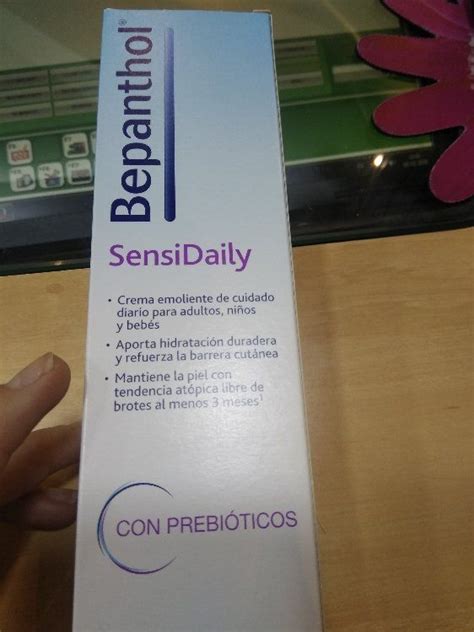 Bepanthol®
SensiDaily
• Crema emoliente de cuidado
diario para adultos, niños
y bebés
• Aporta hidratación duradera
y refuerza la barrera cutánea
• Mantiene la piel con
tendencia atópica libre de
brotes al menos 3 meses¹
CON PREBIÓTICOS